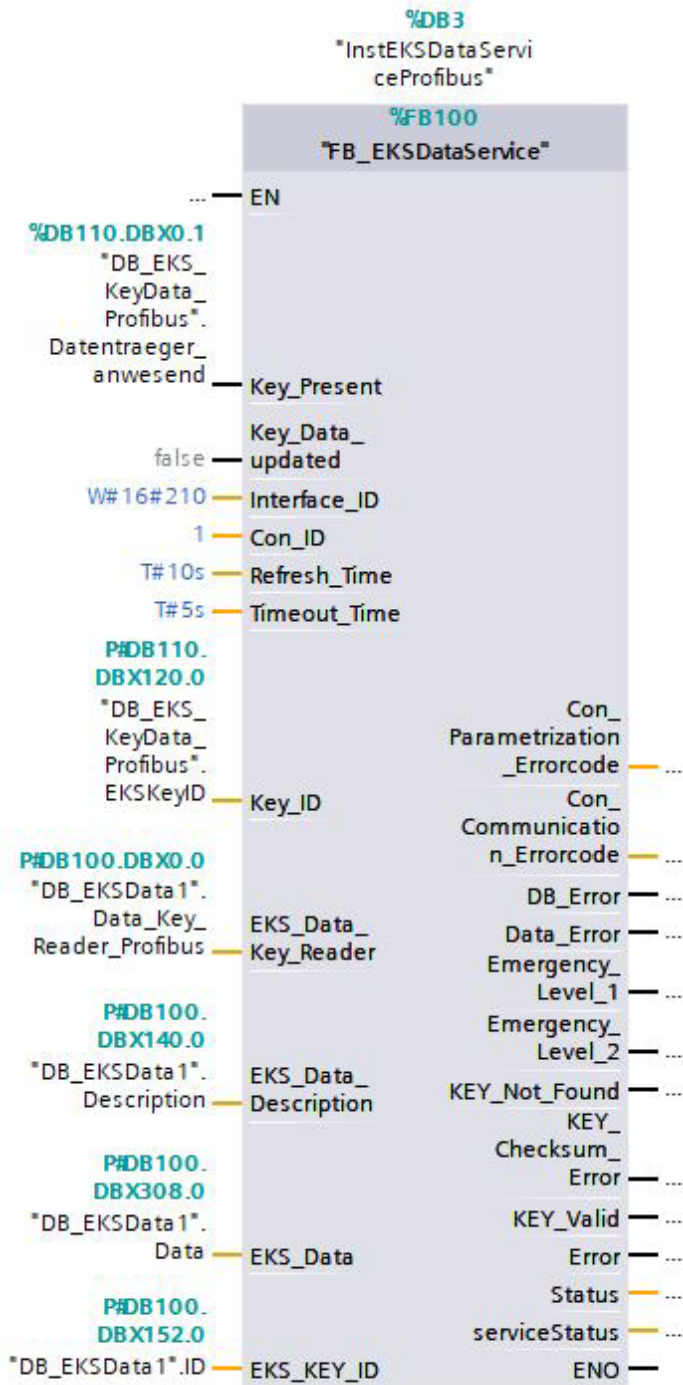 %DB3
"InstEKSDataServi
ceProfibus"
%FB100
"FB_EKSDataService"
... EN
%DB110.DBX0.1
"DB_EKS_
KeyData_
Profibus".
Datentraeger_
anwesend
Key_Present
Key_Data_
false updated
W#16#210 Interface_ID
1 Con_ID
T#10s Refresh_Time
T#5s Timeout_Time
P#DB110.
DBX120.0
"DB_EKS_
KeyData_
Profibus".
EKSKeyID Key_ID
Con_
Parametrization
_Errorcode ...
Con_
Communicatio
n_Errorcode ...
P#DB100.DBX0.0
"DB_EKSData1".
Data_Key_
Reader_Profibus
EKS_Data_
Key_Reader
DB_Error ...
Data_Error ...
Emergency_
Level_1 ...
Emergency_
Level_2 ...
P#DB100.
DBX140.0
"DB_EKSData1".
Description
EKS_Data_
Description
KEY_Not_Found ...
KEY_
Checksum_
Error ...
P#DB100.
DBX308.0
"DB_EKSData1".
Data EKS_Data
KEY_Valid ...
Error ...
Status ...
serviceStatus ...
P#DB100.
DBX152.0
"DB_EKSData1".ID EKS_KEY_ID
ENO